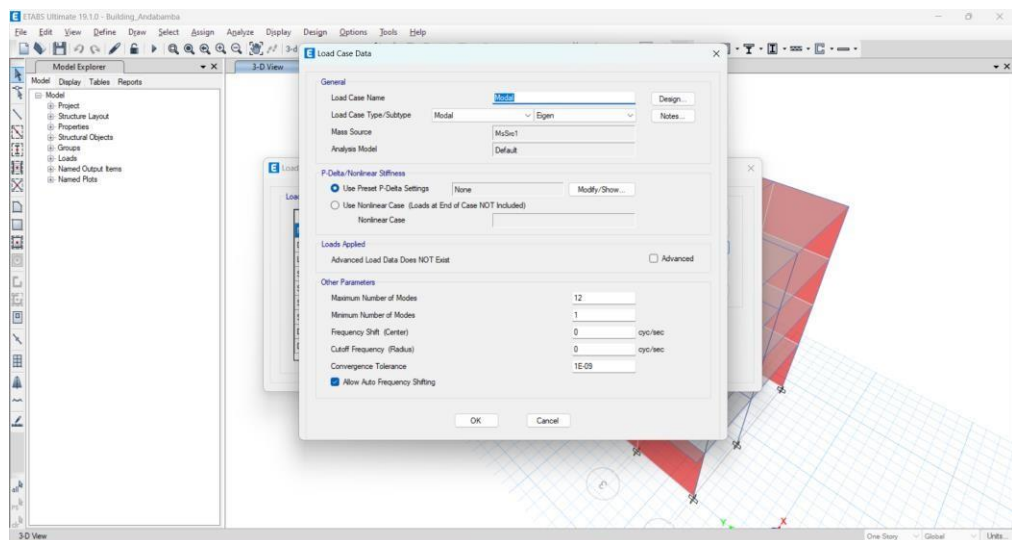 ETABS Ultimate 19.1.0 - Building_Andabamba
File Edit View Define Draw Select Assign Analyze Display Design Options Tools Help
3-d
Model Explorer
3-D View
Model Display Tables Reports
Model
Project
Structure Layout
Properties
Structural Objects
Groups
Loads
Named Output Items
Named Plots
Load
Load Case Data
General
Load Case Name Modal Design...
Load Case Type/Subtype Modal Eigen Notes...
Mass Source MsSrc1
Analysis Model Default
P-Delta/Nonlinear Stiffness
Use Preset P-Delta Settings None Modify/Show...
Use Nonlinear Case (Loads at End of Case NOT Included)
Nonlinear Case
Loads Applied
Advanced Load Data Does NOT Exist Advanced
Other Parameters
Maximum Number of Modes 12
Minimum Number of Modes 1
Frequency Shift (Center) 0 cyc/sec
Cutoff Frequency (Radius) 0 cyc/sec
Convergence Tolerance 1E-09
Allow Auto Frequency Shifting
OK Cancel
Y X
3-D View One Story Global Units...